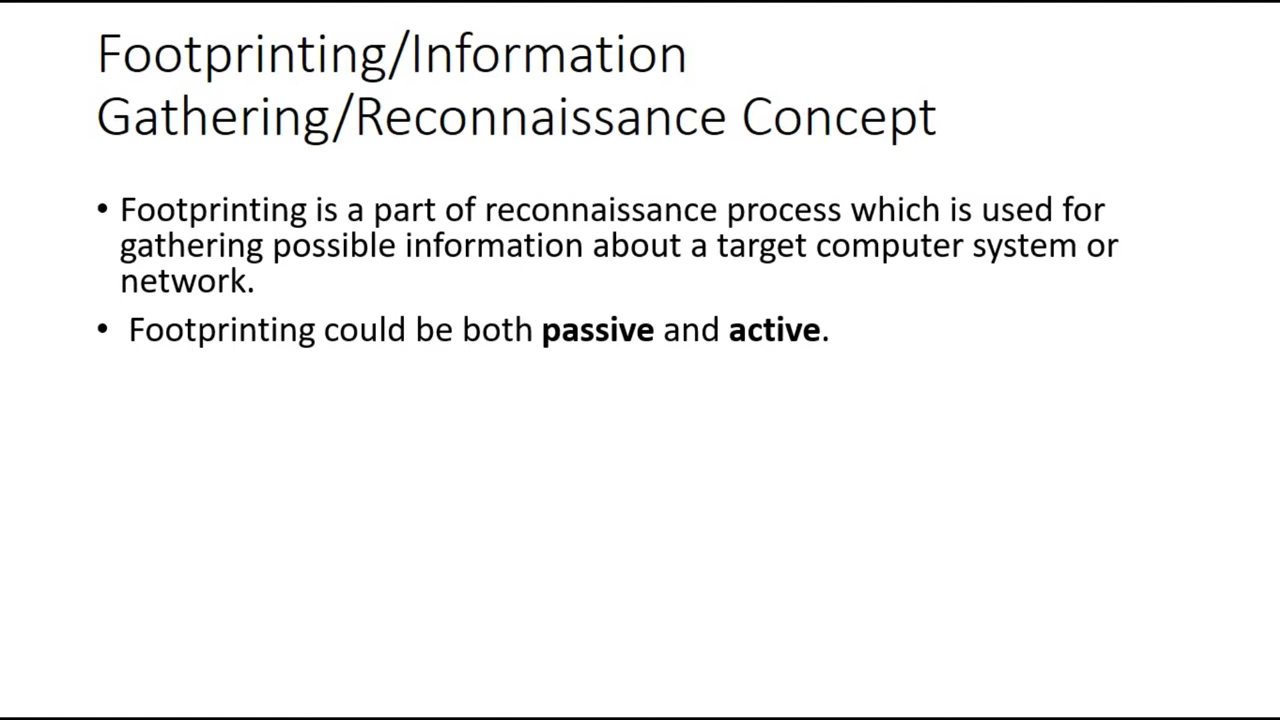 Footprinting/Information
Gathering/Reconnaissance Concept
• Footprinting is a part of reconnaissance process which is used for
gathering possible information about a target computer system or
network.
• Footprinting could be both passive and active.